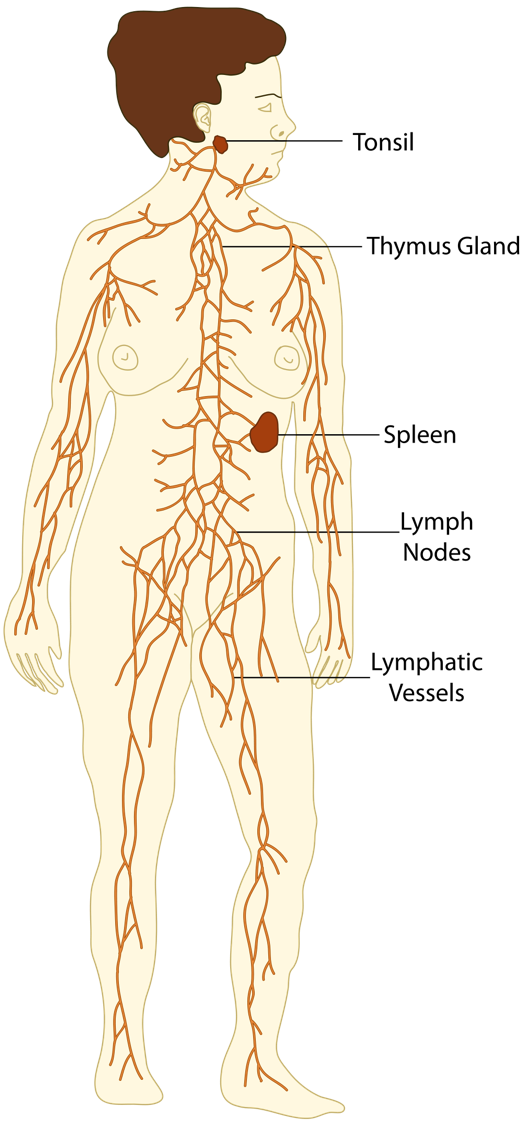 Tonsil
Thymus Gland
Spleen
Lymph
Nodes
Lymphatic
Vessels